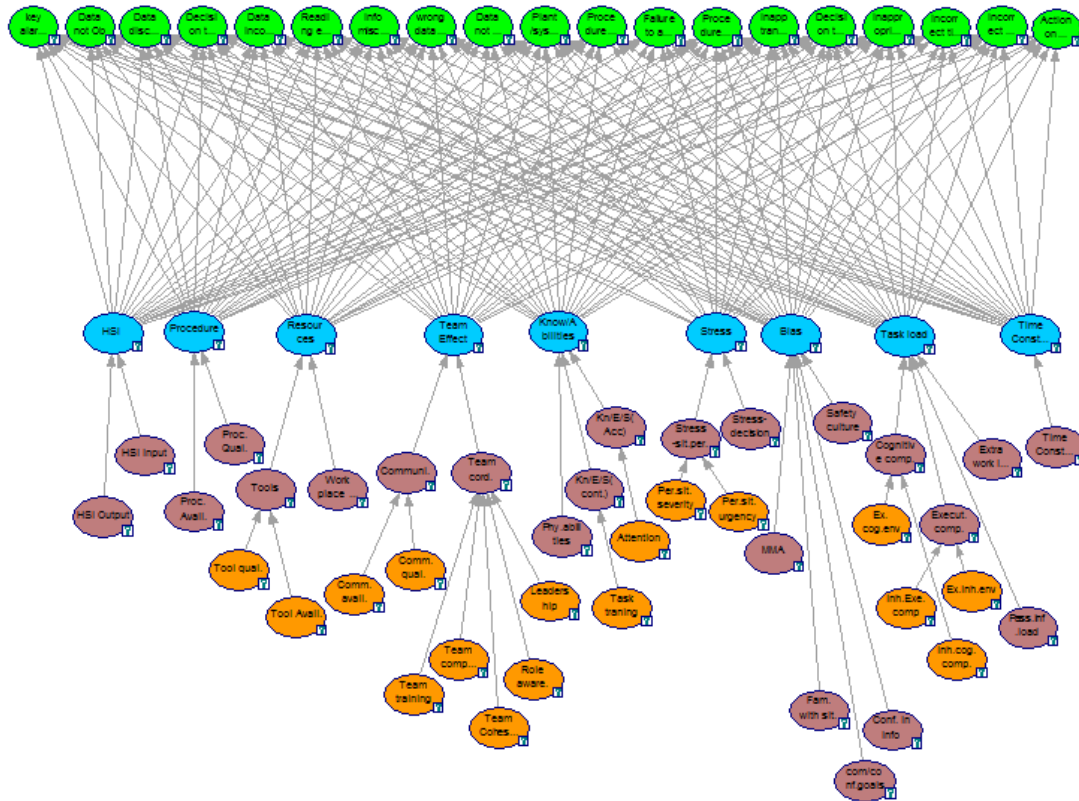 key
alar...
Data
not Ob.
Data
disc...
Decisi
on t...
Data
Inco...
Readin
g e...
Info
misc...
wrong
data...
Data
not ...
Plant
/sys..
Proce
dure...
Failure
to a...
Proce
dure..
Inapp
tran...
Decisi
on t...
Inappr
opri...
Incorr
ect ti..
incorr
ect ...
Action
on ...
HSI
Procedure
Resour
ces
Team
Effect
Know/A
bilities
Stress
Bias
Task load
Time
Const...
HSI Output
HSI Input
Proc.
Avail.
Proc.
Qual.
Tools
Work
place ...
Communi.
Team
cord.
Phy.abili
ties
Kn/E/S(
Acc)
Kn/E/S(
cont.)
Stress
-sit.per..
Stress-
decision
Safety
culture
MMA
Cognitiv
e comp.
Extra
work l...
Time
Const...
Execut.
comp.
Pass.Inf
.load
Fam.
with sit.
Conf. in
info
com/co
nf.goals
Tool qual.
Tool Avail.
Comm.
avail.
Comm.
qual.
Team
training
Team
comp...
Team
Cohes...
Role
aware.
Leaders
hip
Task
traning
Attention
Per.sit.
severity
Per.sit.
urgency
Ex.
cog.env
Inh.Exe.
comp
Ex.Inh.env
Inh.cog.
comp.